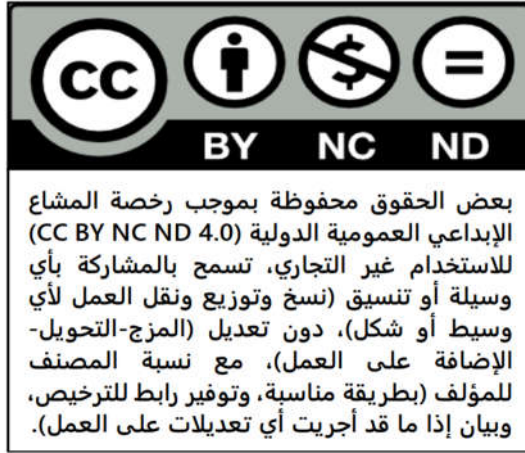 cc
BY NC ND
بعض الحقوق محفوظة بموجب رخصة المشاع
الإبداعي العمومية الدولية (CC BY NC ND 4.0)
للاستخدام غير التجاري، تسمح بالمشاركة بأي
وسيلة أو تنسيق (نسخ وتوزيع ونقل العمل لأي
وسيط أو شكل)، دون تعديل (المزج-التحويل-
الإضافة على العمل)، مع نسبة المصنف
للمؤلف (بطريقة مناسبة، وتوفير رابط للترخيص،
وبيان إذا ما قد أجريت أي تعديلات على العمل).